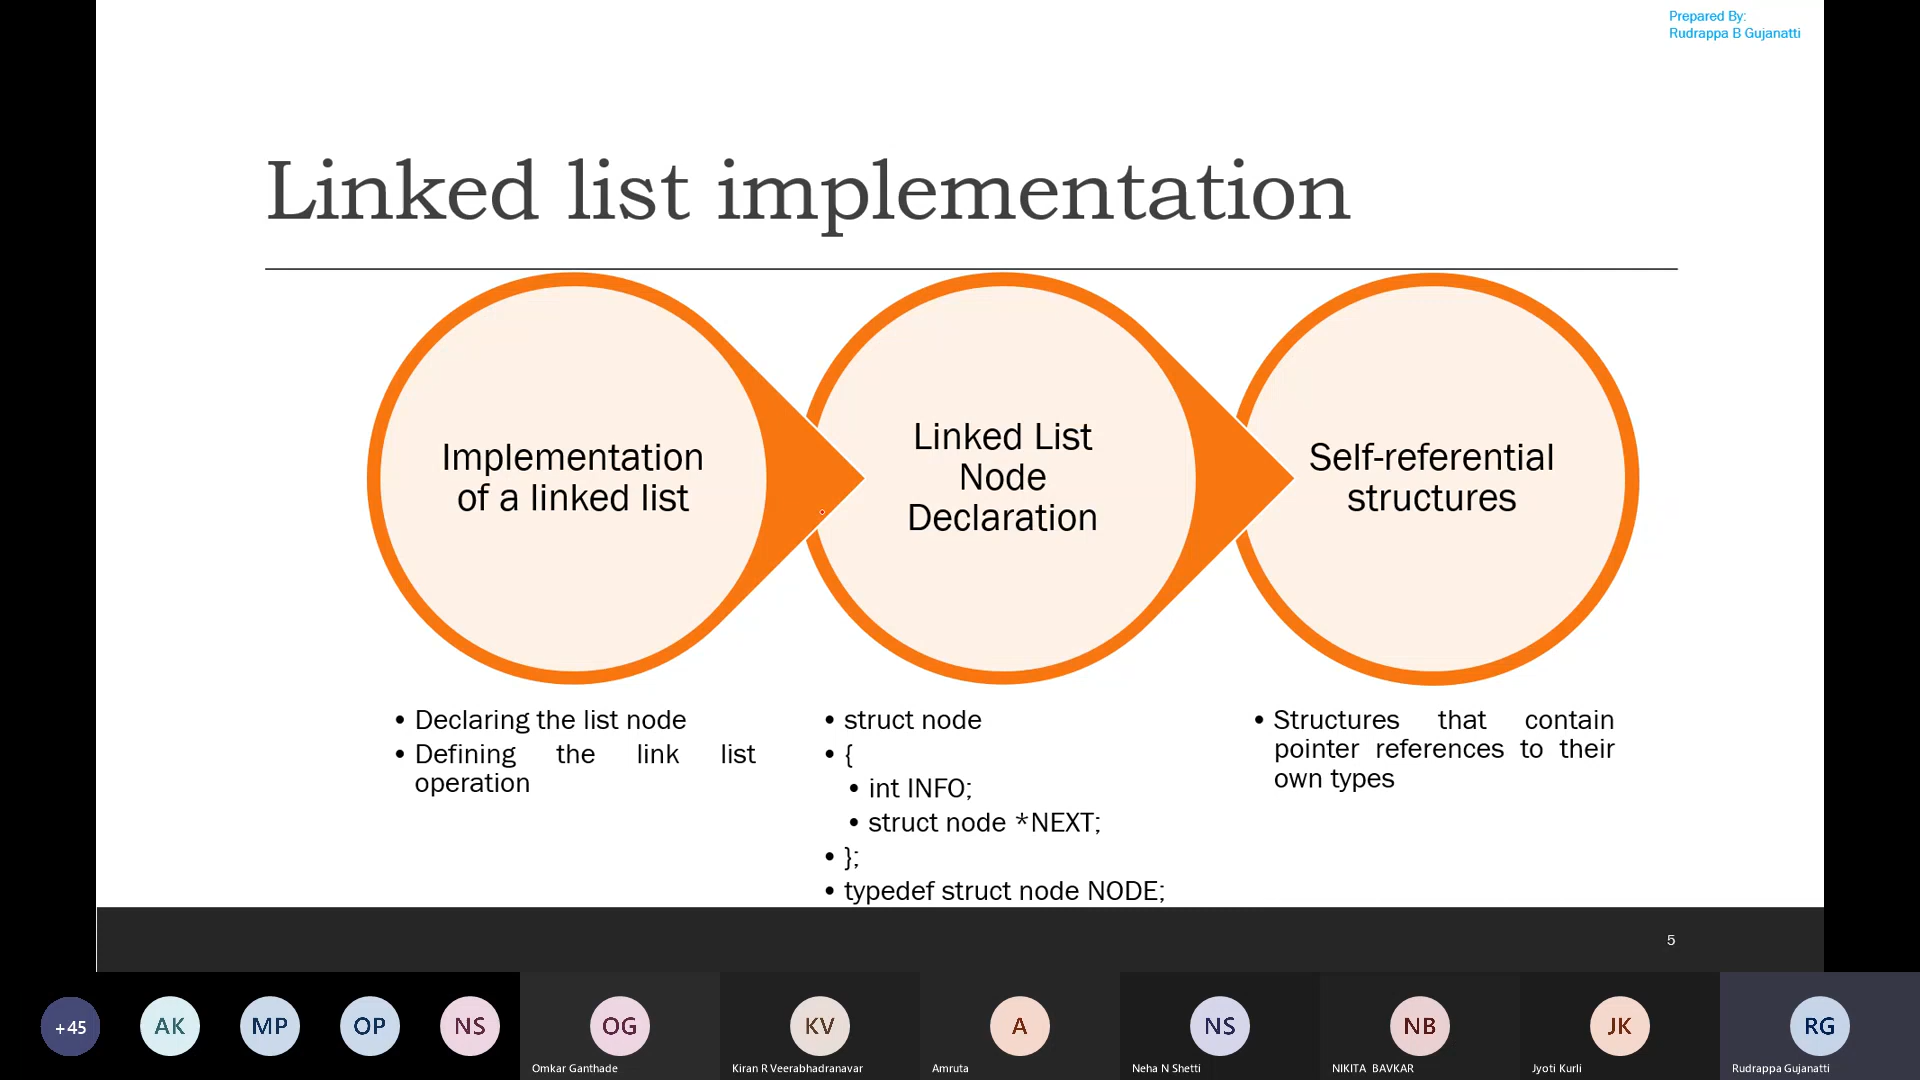 Prepared By:
Rudrappa B Gujanatti
Linked list implementation
Implementation
of a linked list
Linked List
Node
Declaration
Self-referential
structures
• Declaring the list node
• Defining the link list
operation
• struct node
• {
• int INFO;
• struct node *NEXT;
• };
• typedef struct node NODE;
• Structures that contain
pointer references to their
own types
5
+45
AK
MP
OP
NS
OG
Omkar Ganthade
KV
Kiran R Veerabhadranavar
A
Amruta
NS
Neha N Shetti
NB
NIKITA BAVKAR
JK
Jyoti Kurli
RG
Rudrappa Gujanatti